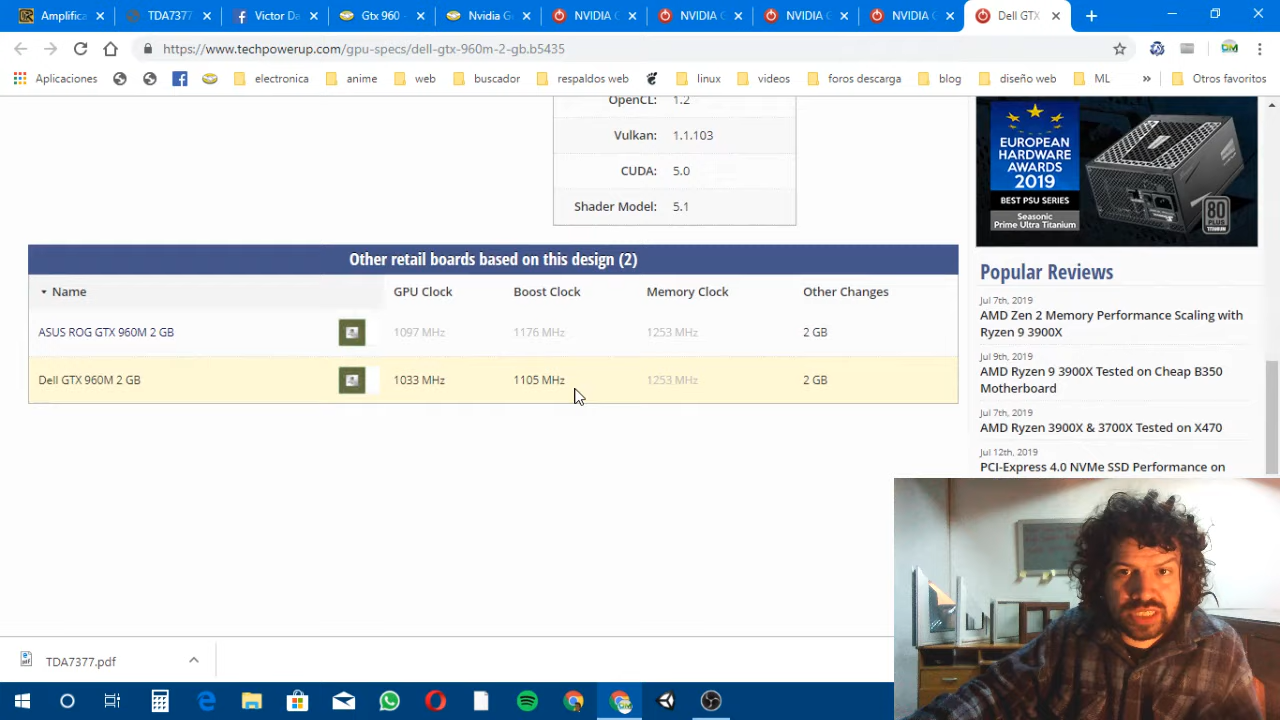 Amplifica
TDA7377
Victor Da
Gtx 960 -
Nvidia Ge
NVIDIA G
NVIDIA G
NVIDIA G
NVIDIA G
Dell GTX
https://www.techpowerup.com/gpu-specs/dell-gtx-960m-2-gb.b5435
Aplicaciones
electronica
anime
web
buscador
respaldos web
linux
videos
foros descarga
blog
diseño web
ML
»
Otros favoritos
OpenCL: 1.2
Vulkan: 1.1.103
CUDA: 5.0
Shader Model: 5.1
Other retail boards based on this design (2)
Name GPU Clock Boost Clock Memory Clock Other Changes
ASUS ROG GTX 960M 2 GB 1097 MHz 1176 MHz 1253 MHz 2 GB
Dell GTX 960M 2 GB 1033 MHz 1105 MHz 1253 MHz 2 GB
EUROPEAN
HARDWARE
AWARDS
2019
BEST PSU SERIES
Seasonic
Prime Ultra Titanium
80
PLUS
TITANIUM
Popular Reviews
Jul 7th, 2019
AMD Zen 2 Memory Performance Scaling with
Ryzen 9 3900X
Jul 9th, 2019
AMD Ryzen 9 3900X Tested on Cheap B350
Motherboard
Jul 7th, 2019
AMD Ryzen 3900X & 3700X Tested on X470
Jul 12th, 2019
PCI-Express 4.0 NVMe SSD Performance on
TDA7377.pdf